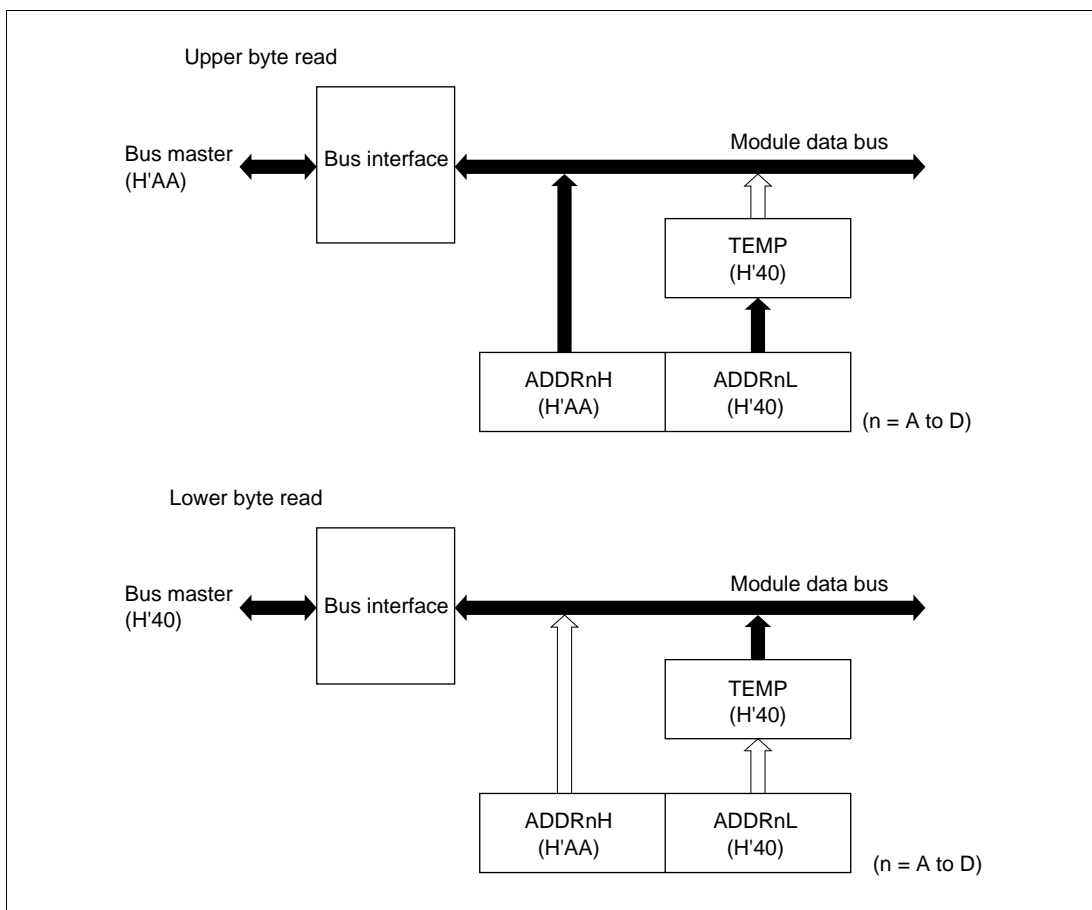 Upper byte read
Bus master
(H'AA)
Bus interface
Module data bus
TEMP
(H'40)
ADDRnH
(H'AA)
ADDRnL
(H'40)
(n = A to D)
Lower byte read
Bus master
(H'40)
Bus interface
Module data bus
TEMP
(H'40)
ADDRnH
(H'AA)
ADDRnL
(H'40)
(n = A to D)